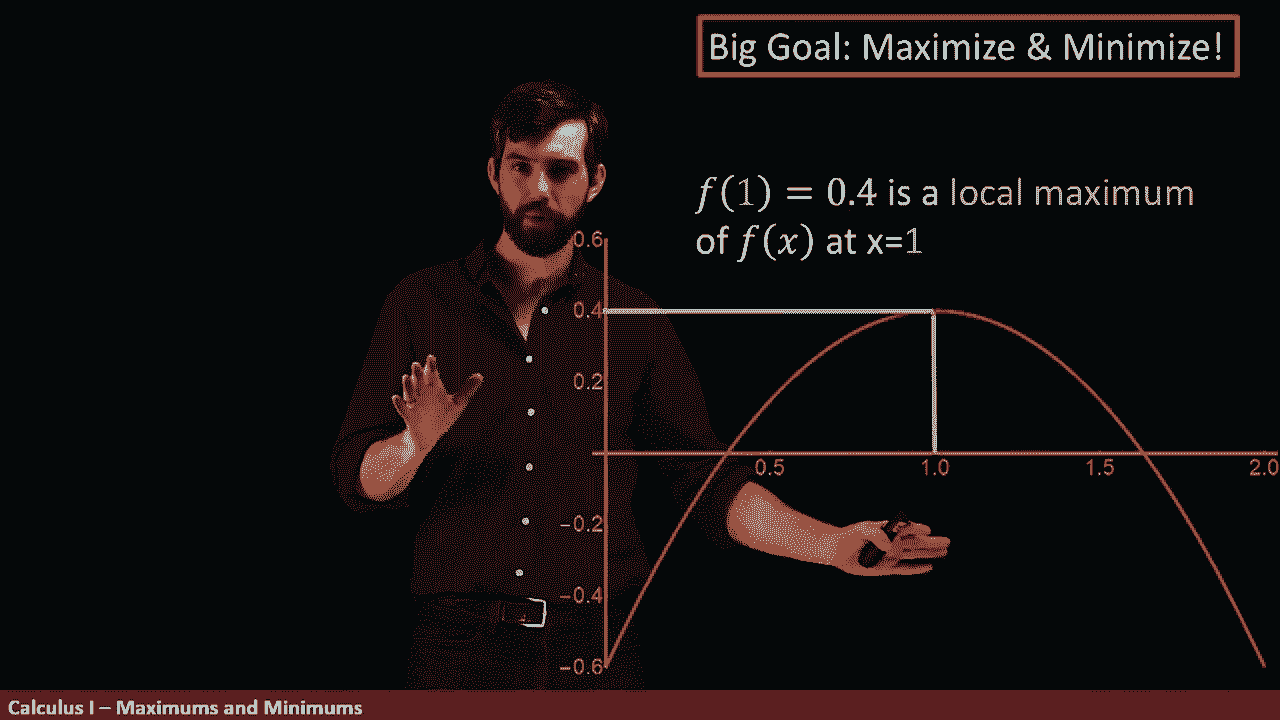 Big Goal: Maximize & Minimize!
f(1) = 0.4 is a local maximum
of f(x) at x=1
0.6
0.4
0.2
0.5 1.0 1.5 2.0
−0.2
−0.4
−0.6
Calculus I – Maximums and Minimums